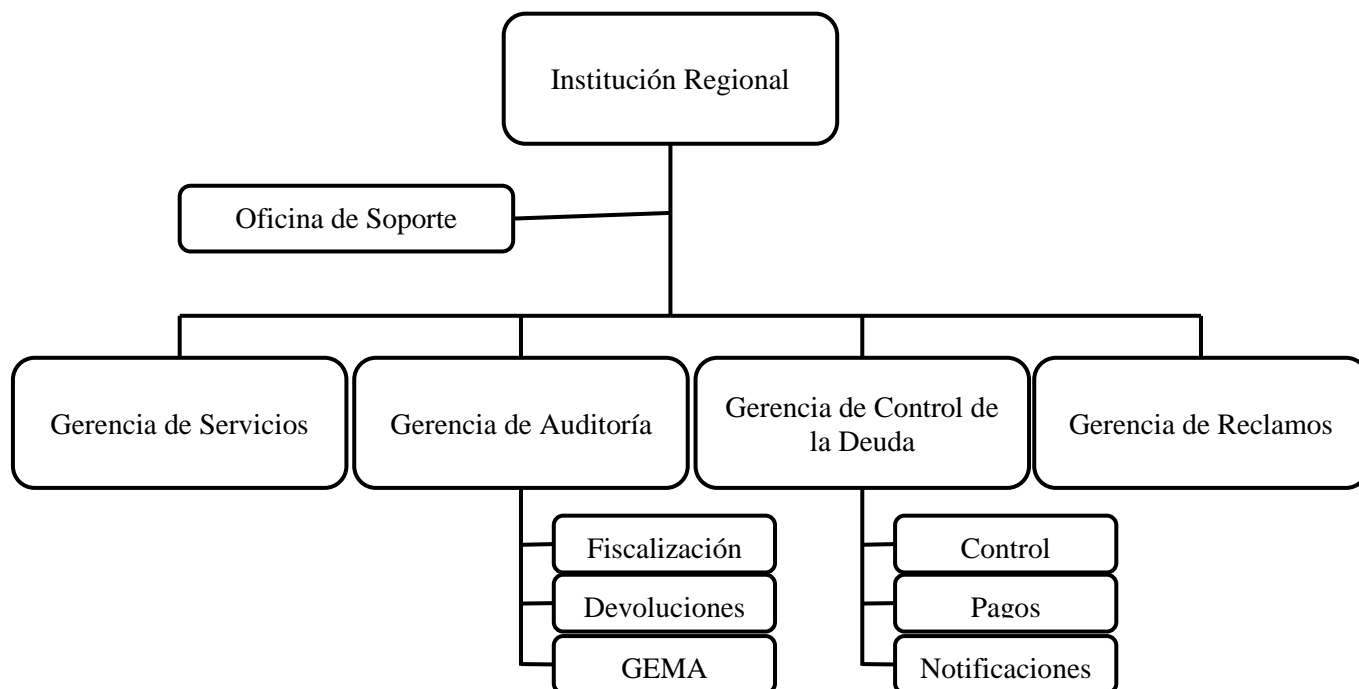 Institución Regional
Oficina de Soporte
Gerencia de Servicios
Gerencia de Auditoría
Gerencia de Control de
la Deuda
Gerencia de Reclamos
Fiscalización
Control
Devoluciones
Pagos
GEMA
Notificaciones